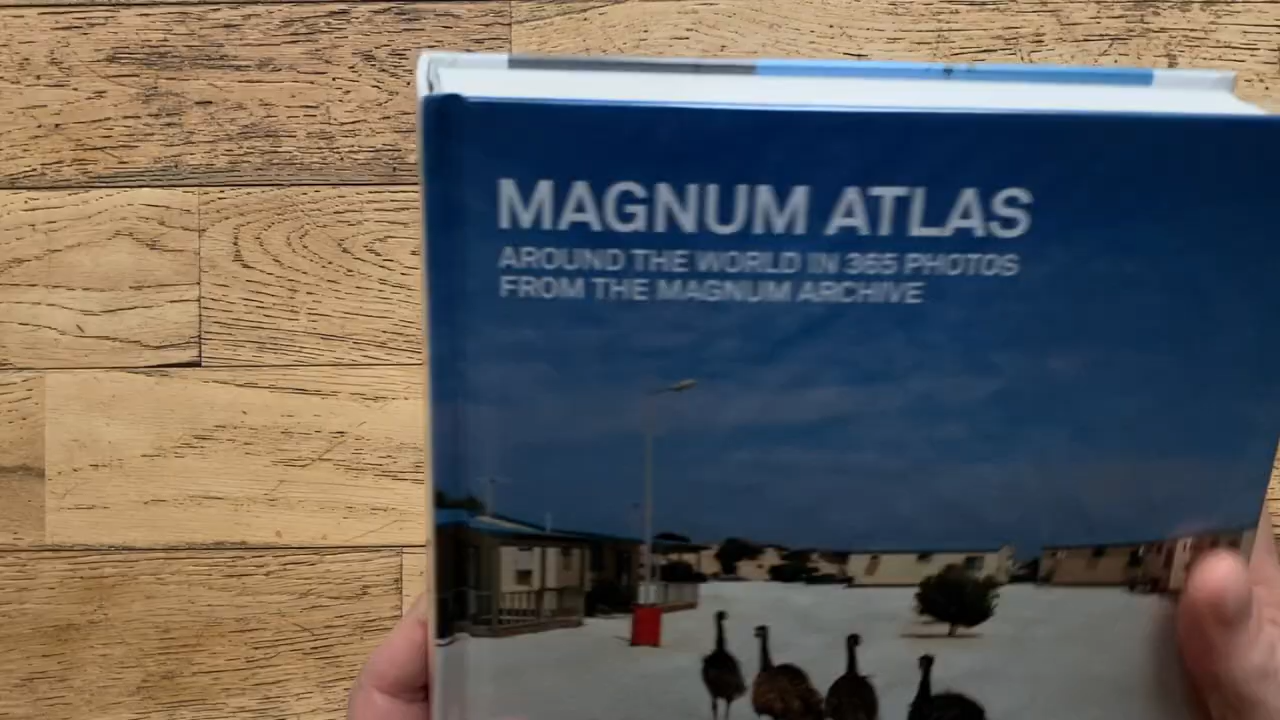 MAGNUM ATLAS
AROUND THE WORLD IN 365 PHOTOS
FROM THE MAGNUM ARCHIVE